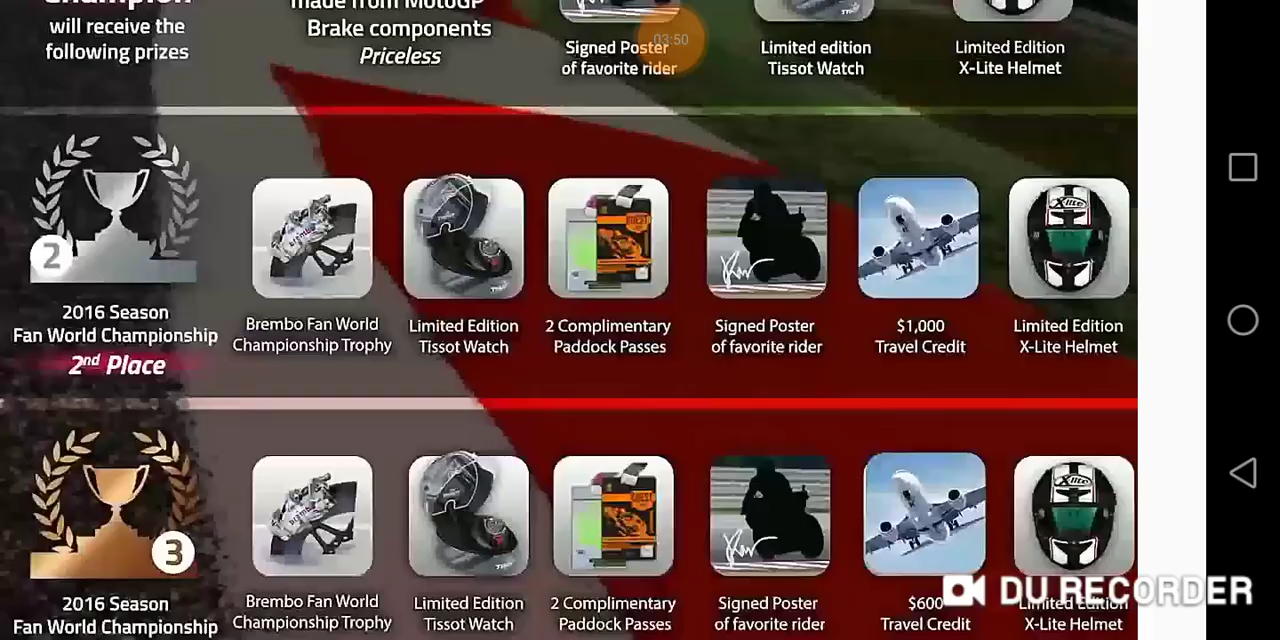 Champion
will receive the
following prizes
made from MotoGP
Brake components
Priceless
Signed Poster
of favorite rider
Limited edition
Tissot Watch
Limited Edition
X-Lite Helmet
03:50
2
2016 Season
Fan World Championship
2nd Place
Brembo Fan World
Championship Trophy
Limited Edition
Tissot Watch
2 Complimentary
Paddock Passes
Signed Poster
of favorite rider
$1,000
Travel Credit
Limited Edition
X-Lite Helmet
3
2016 Season
Fan World Championship
Brembo Fan World
Championship Trophy
Limited Edition
Tissot Watch
2 Complimentary
Paddock Passes
Signed Poster
of favorite rider
$600
Travel Credit
Limited Edition
X-Lite Helmet
DU RECORDER